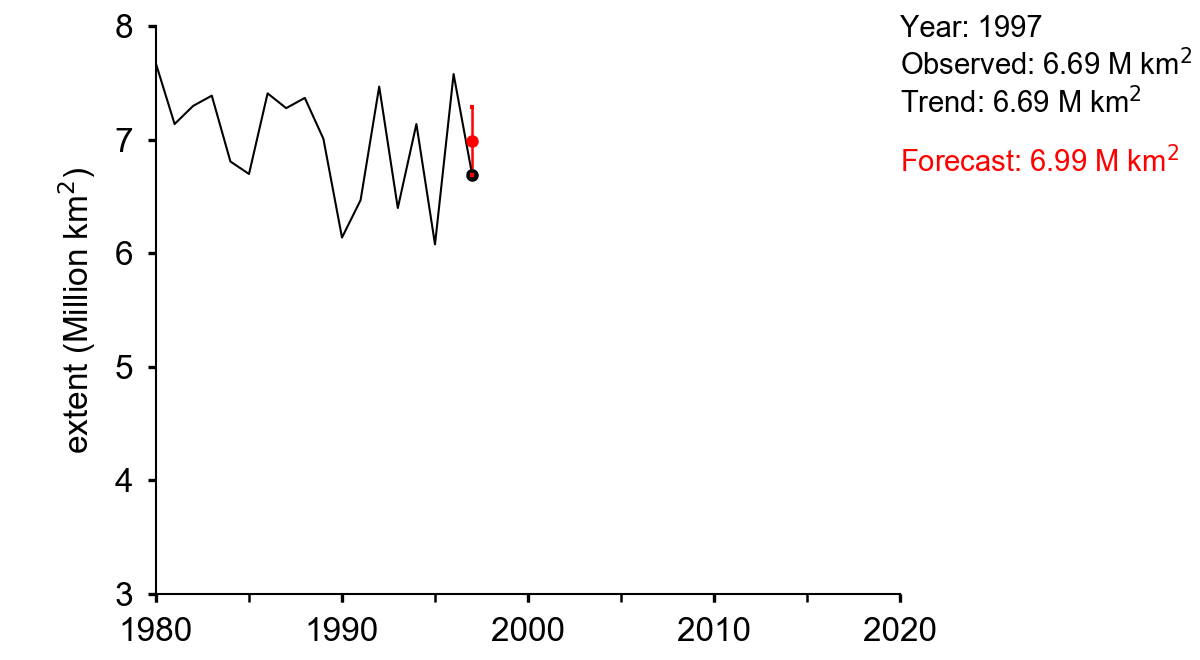 Year: 1997
Observed: 6.69 M km²
Trend: 6.69 M km²
Forecast: 6.99 M km²
extent (Million km²)
8
7
6
5
4
3
1980 1990 2000 2010 2020